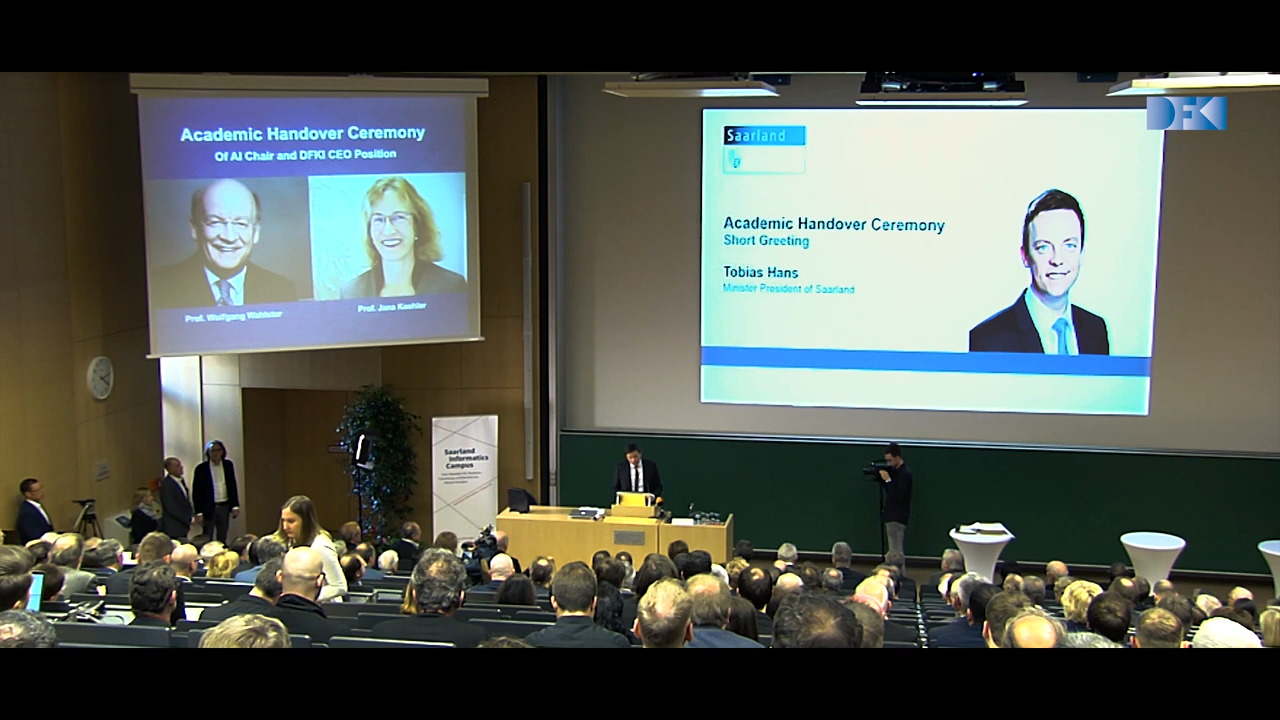 Academic Handover Ceremony
Of AI Chair and DFKI CEO Position
Prof. Wolfgang Wahlster
Prof. Jana Koehler
Saarland
Academic Handover Ceremony
Short Greeting
Tobias Hans
Minister President of Saarland
DFKI
Saarland
Informatics
Campus